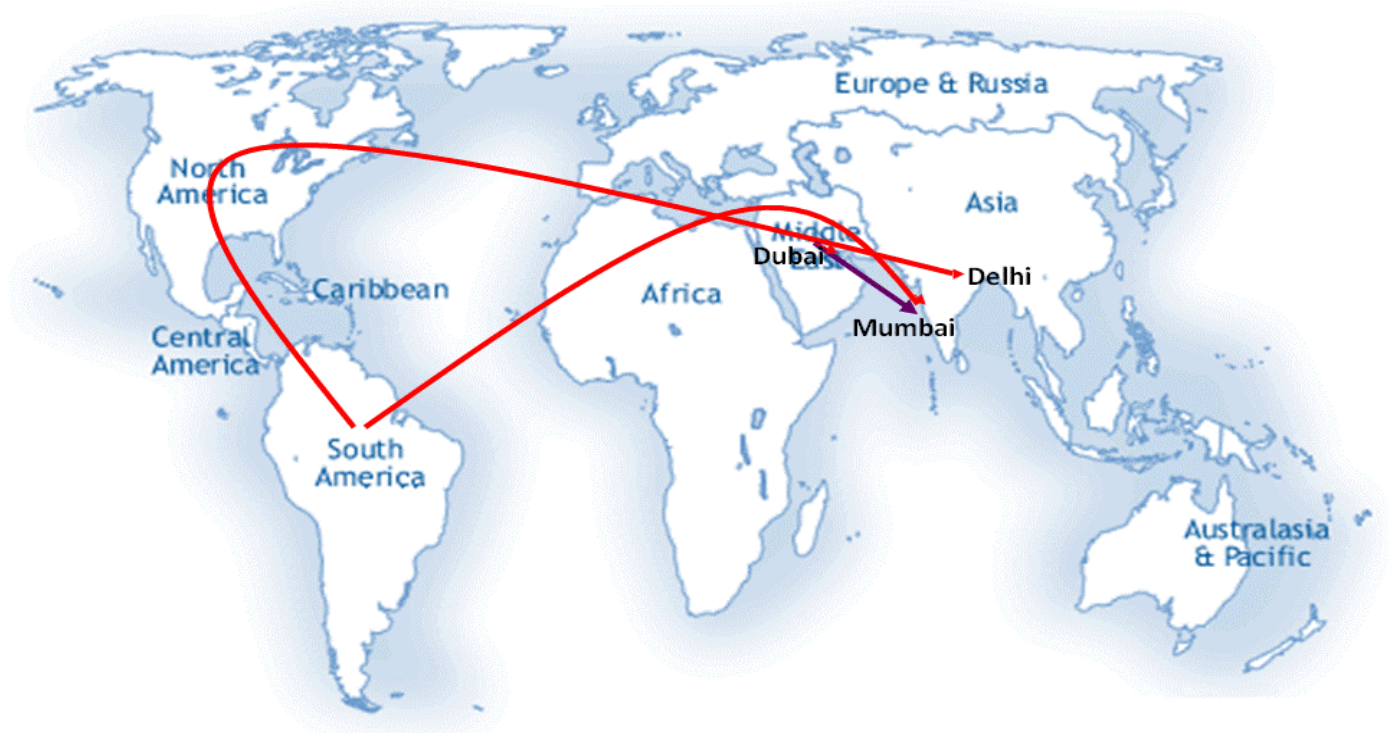 Europe & Russia
North
America
Asia
Middle
East
Dubai
Delhi
Caribbean
Africa
Mumbai
Central
America
South
America
Australasia
& Pacific